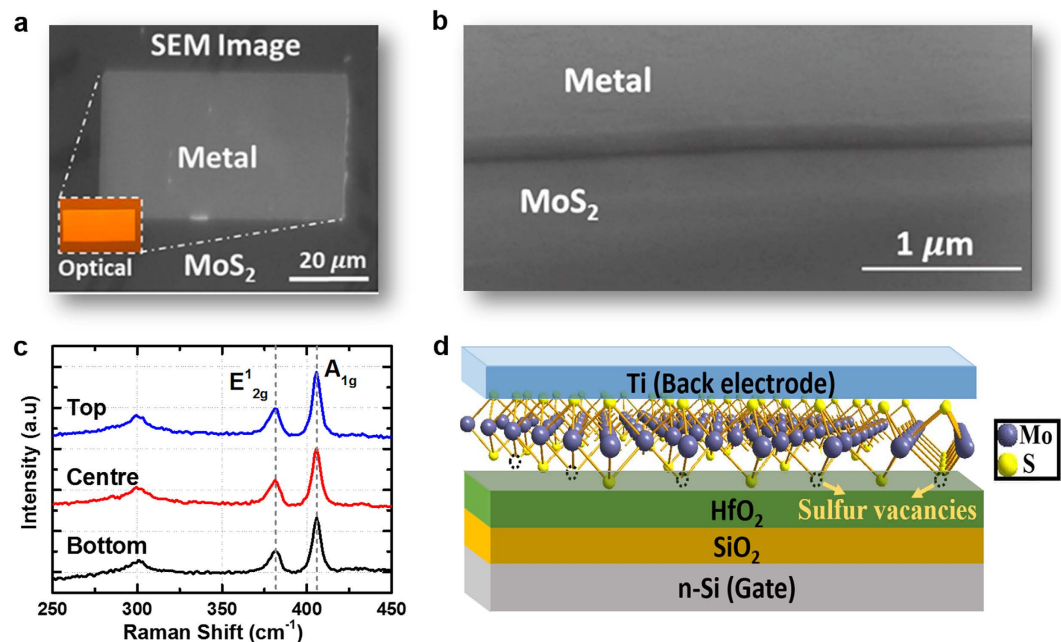 a
SEM Image
Metal
Optical
MoS₂
20 μm
b
Metal
MoS₂
1 μm
c
Intensity (a.u)
E¹₂g
A₁g
Top
Centre
Bottom
250 300 350 400 450
Raman Shift (cm⁻¹)
d
Ti (Back electrode)
Mo
S
HfO₂
Sulfur vacancies
SiO₂
n-Si (Gate)